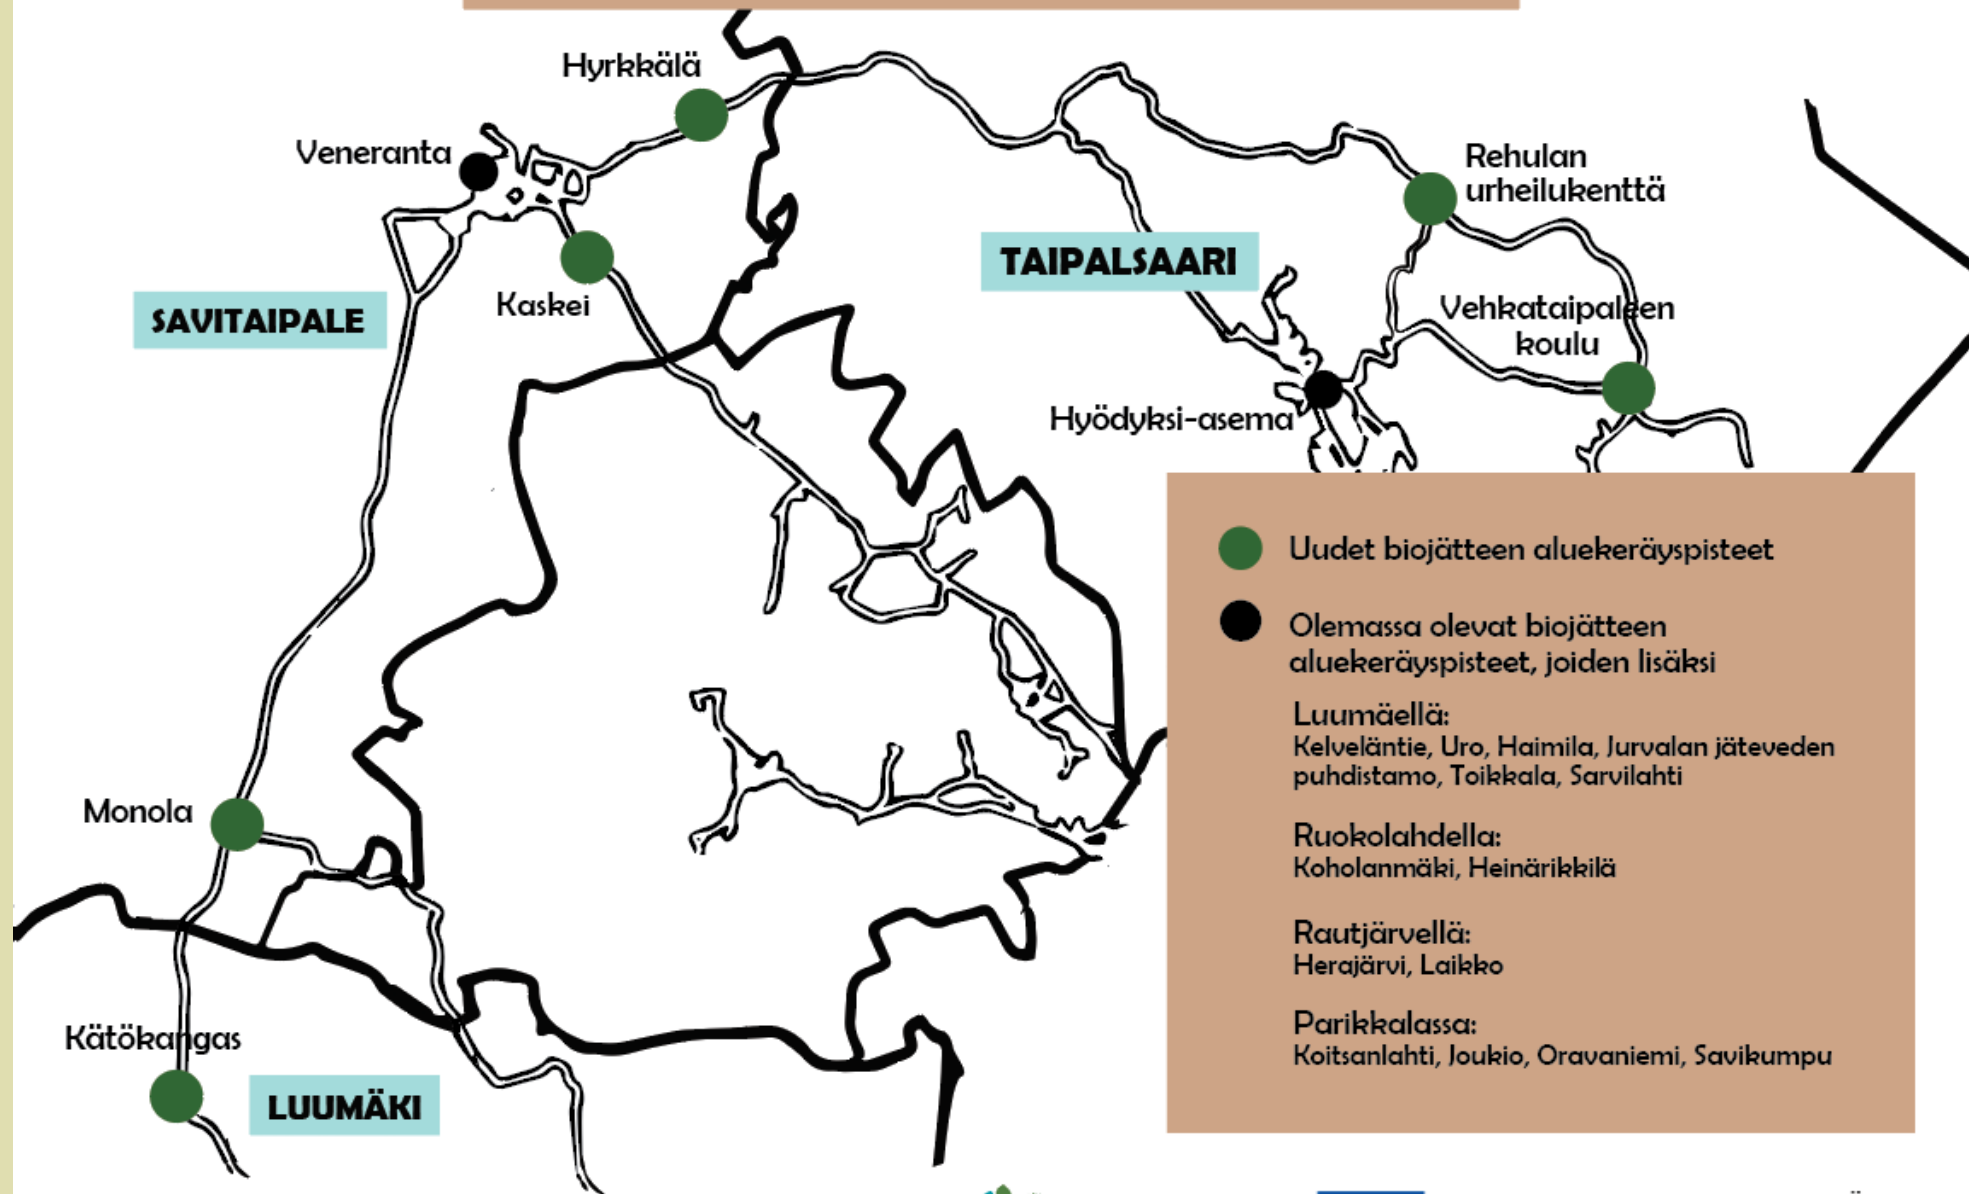 Hyrkkälä
Veneranta
Rehulan
urheilukenttä
TAIPALSAARI
Kaskei
SAVITAIPALE
Vehkataipaleen
koulu
Hyödyksi-asema
Uudet biojätteen aluekeräyspisteet
Olemassa olevat biojätteen
aluekeräyspisteet, joiden lisäksi
Luumäellä:
Kelveläntie, Uro, Haimila, Jurvalan jäteveden
puhdistamo, Toikkala, Sarvilahti
Ruokolahdella:
Koholanmäki, Heinärikkilä
Rautjärvellä:
Herajärvi, Laikko
Parikkalassa:
Koitsanlahti, Joukio, Oravaniemi, Savikumpu
Monola
Kätökangas
LUUMÄKI